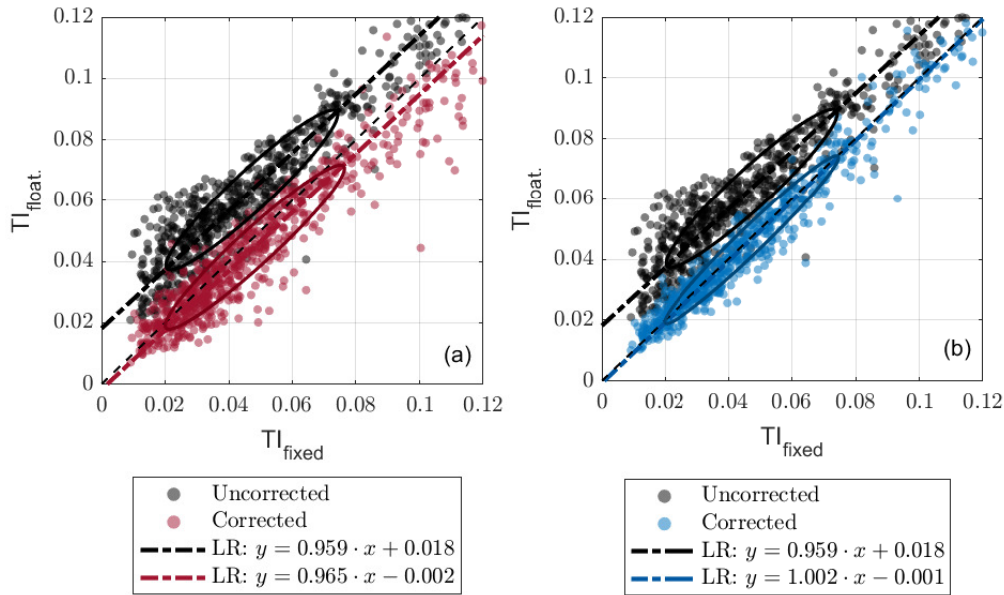 0.12
0.1
0.08
0.06
0.04
0.02
0
TI_float.
0
0.02
0.04
0.06
0.08
0.1
0.12
TI_fixed
(a)
Uncorrected
Corrected
LR: y = 0.959 · x + 0.018
LR: y = 0.965 · x − 0.002
0.12
0.1
0.08
0.06
0.04
0.02
0
TI_float.
0
0.02
0.04
0.06
0.08
0.1
0.12
TI_fixed
(b)
Uncorrected
Corrected
LR: y = 0.959 · x + 0.018
LR: y = 1.002 · x − 0.001